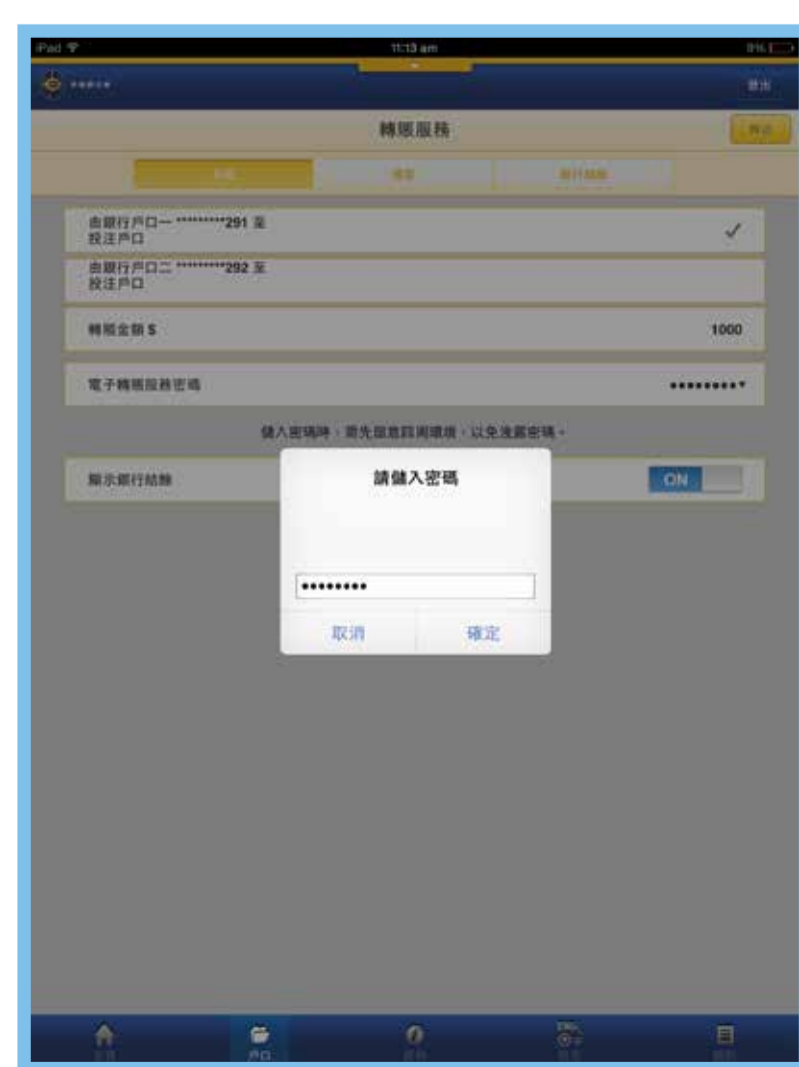 iPad
11:13 am
轉賬服務
由銀行戶口一 *********291 至
投注戶口
由銀行戶口二 *********292 至
投注戶口
轉賬金額 $
1000
電子轉賬服務密碼
儲入密碼時，需先留意四周環境，以免洩露密碼。
顯示銀行結餘
ON
請儲入密碼
取消
確定
戶口